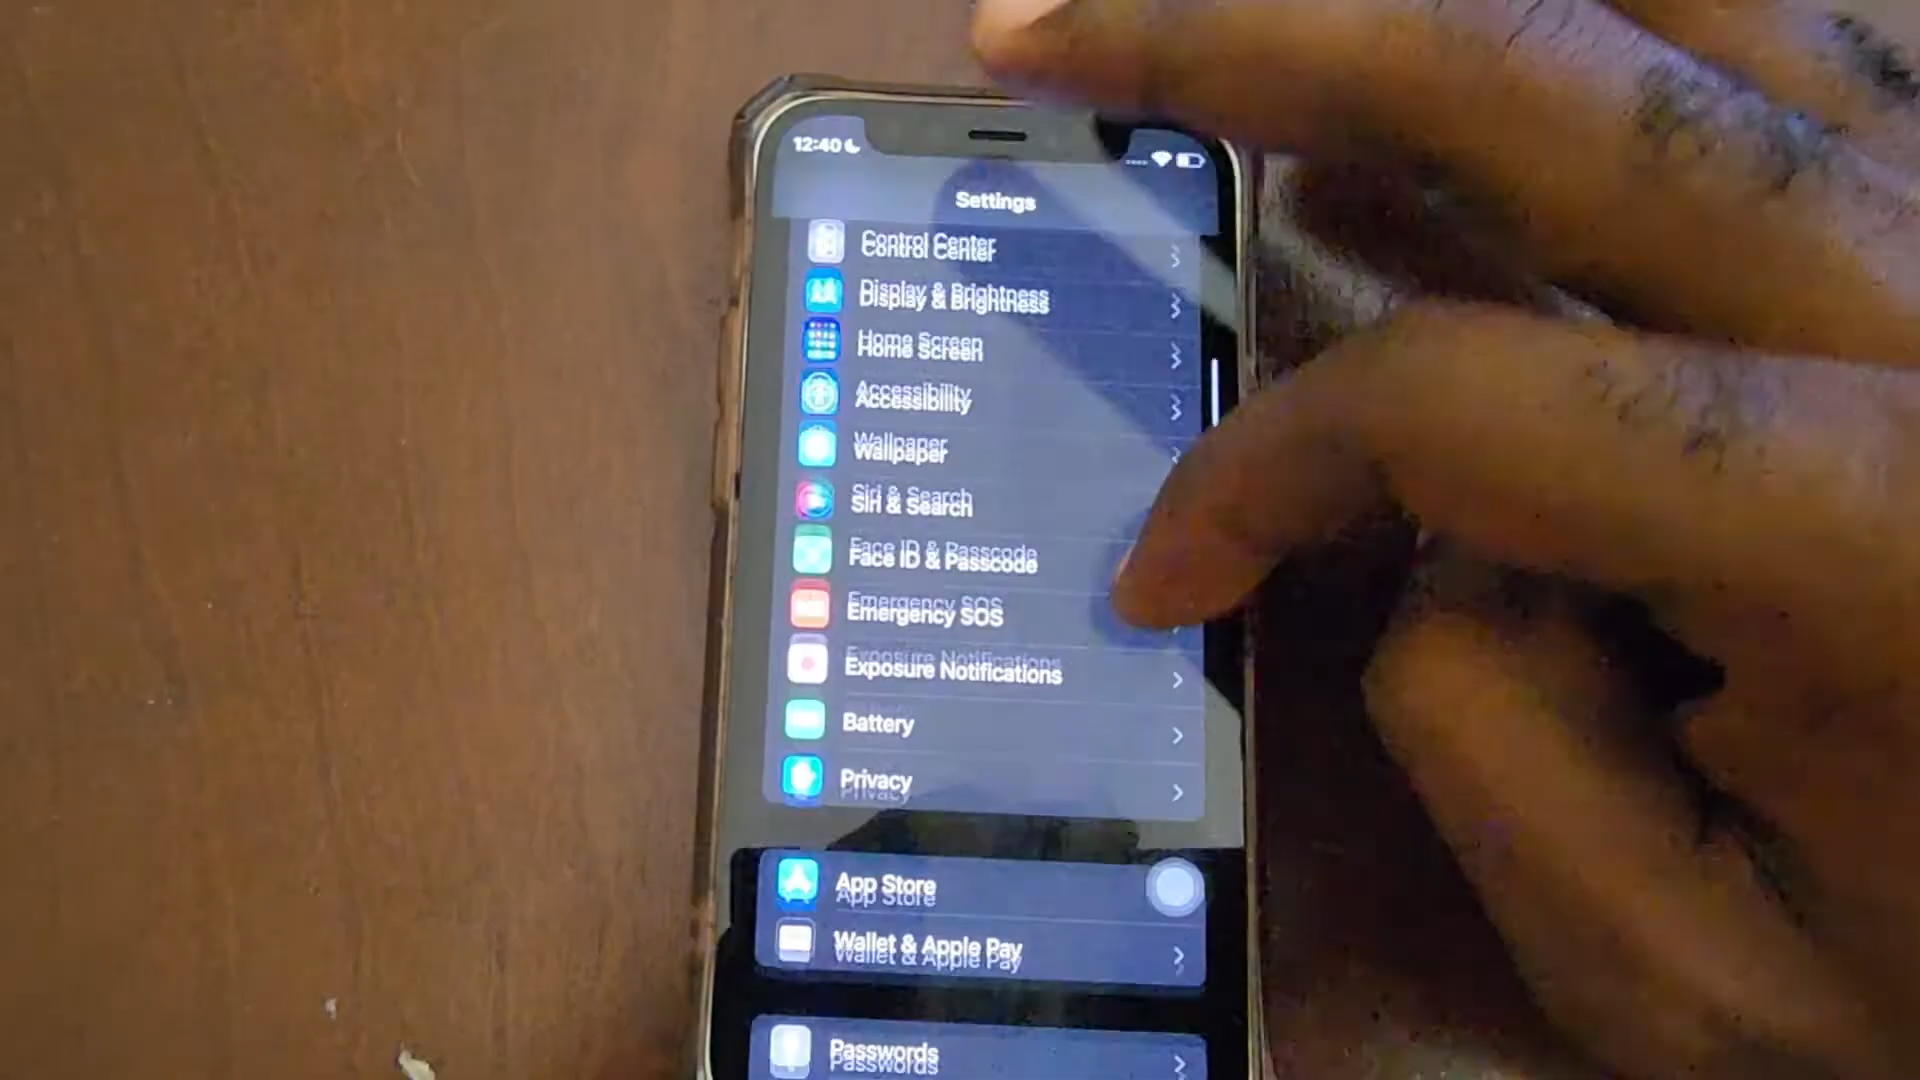 12:40
Settings
Control Center
Display & Brightness
Home Screen
Accessibility
Wallpaper
Siri & Search
Face ID & Passcode
Emergency SOS
Exposure Notifications
Battery
Privacy
App Store
Wallet & Apple Pay
Passwords